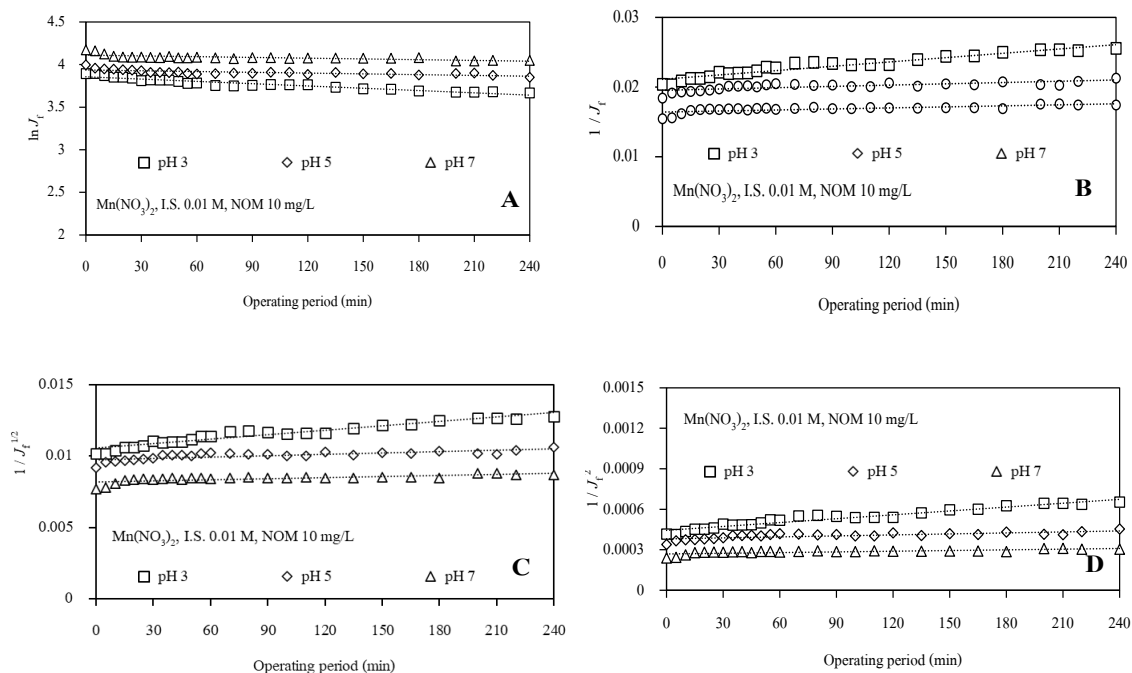 A
4.5
4
3.5
3
2.5
2
ln J_f
pH 3 pH 5 pH 7
Mn(NO₃)₂, I.S. 0.01 M, NOM 10 mg/L
0 30 60 90 120 150 180 210 240
Operating period (min)
0.03
0.02
0.01
0
1 / J_f
pH 3 pH 5 pH 7
B
Mn(NO₃)₂, I.S. 0.01 M, NOM 10 mg/L
0 30 60 90 120 150 180 210 240
Operating period (min)
0.015
0.01
0.005
0
1 / J_f^1/2
Mn(NO₃)₂, I.S. 0.01 M, NOM 10 mg/L
C
pH 3 pH 5 pH 7
0 30 60 90 120 150 180 210 240
Operating period (min)
0.0015
0.0012
0.0009
0.0006
0.0003
0
1 / J_f²
Mn(NO₃)₂, I.S. 0.01 M, NOM 10 mg/L
pH 3 pH 5 pH 7
D
0 30 60 90 120 150 180 210 240
Operating period (min)